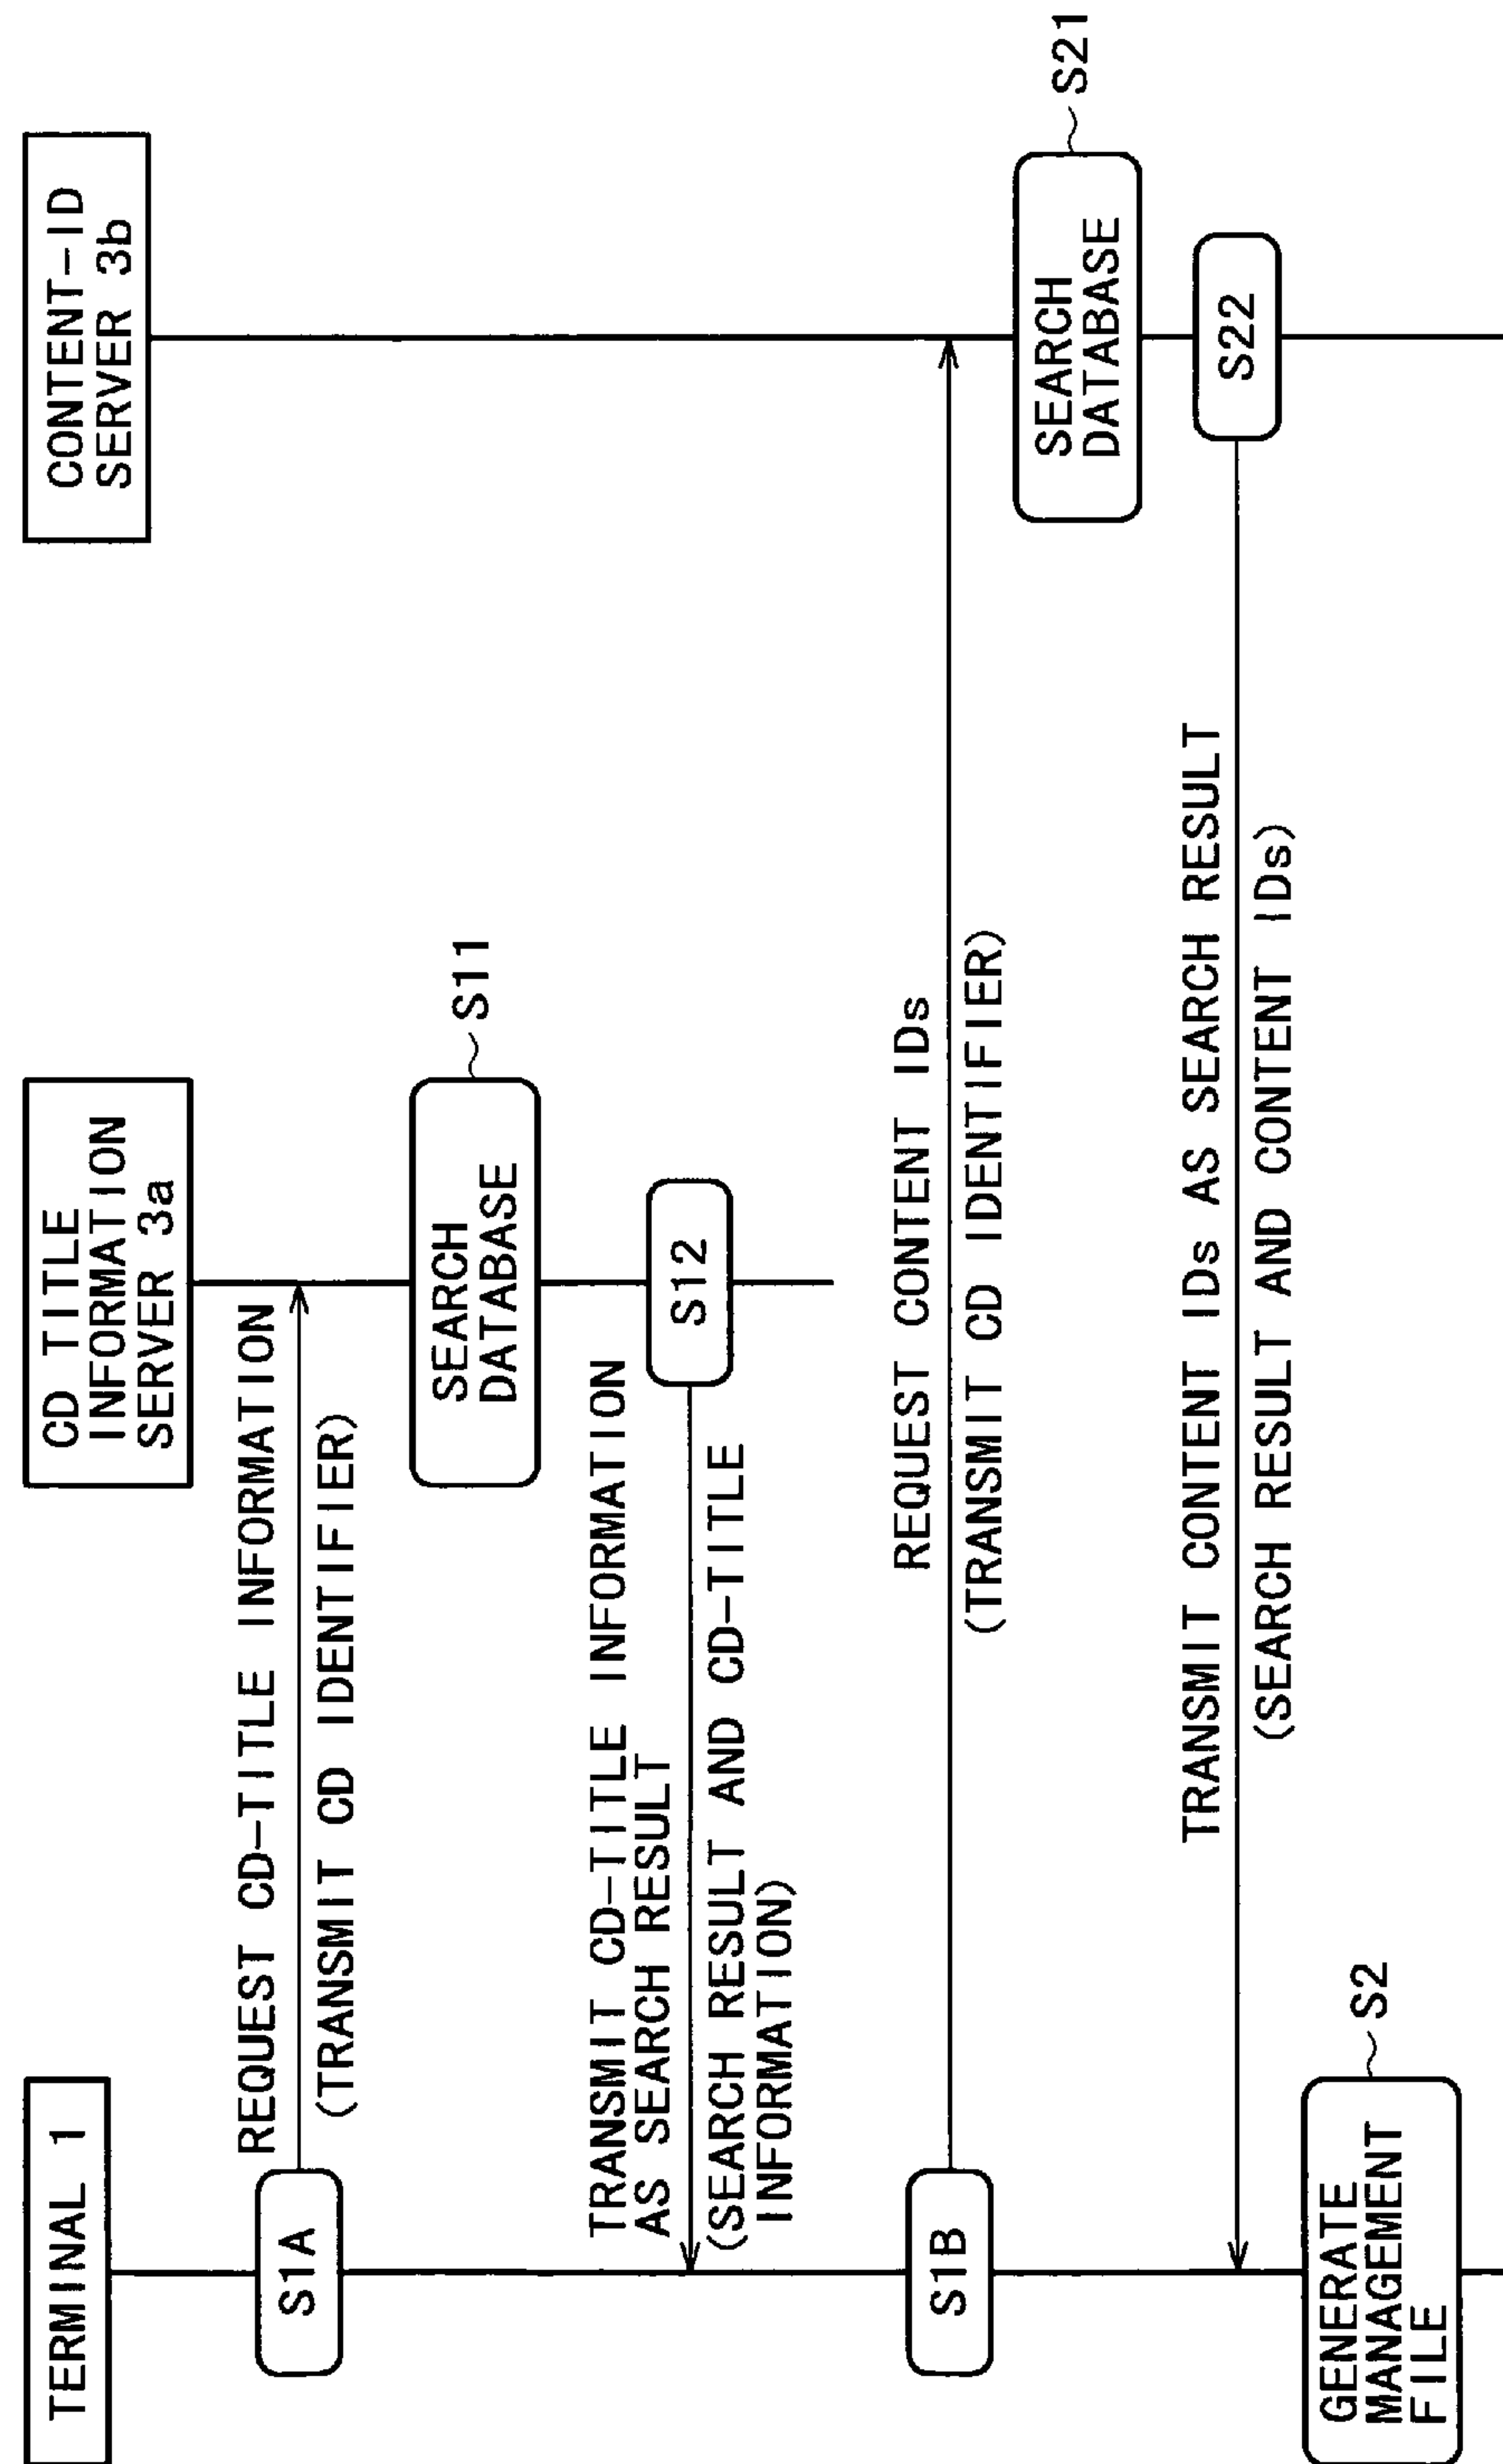 TERMINAL 1
CD TITLE
INFORMATION
SERVER 3a
CONTENT-ID
SERVER 3b
REQUEST CD-TITLE INFORMATION
S1A
(TRANSMIT CD IDENTIFIER)
SEARCH
DATABASE
S11
TRANSMIT CD-TITLE INFORMATION
AS SEARCH RESULT
S12
(SEARCH RESULT AND CD-TITLE
INFORMATION)
REQUEST CONTENT IDs
S1B
(TRANSMIT CD IDENTIFIER)
SEARCH
DATABASE
S21
TRANSMIT CONTENT IDs AS SEARCH RESULT
S22
(SEARCH RESULT AND CONTENT IDs)
GENERATE
MANAGEMENT
FILE
S2